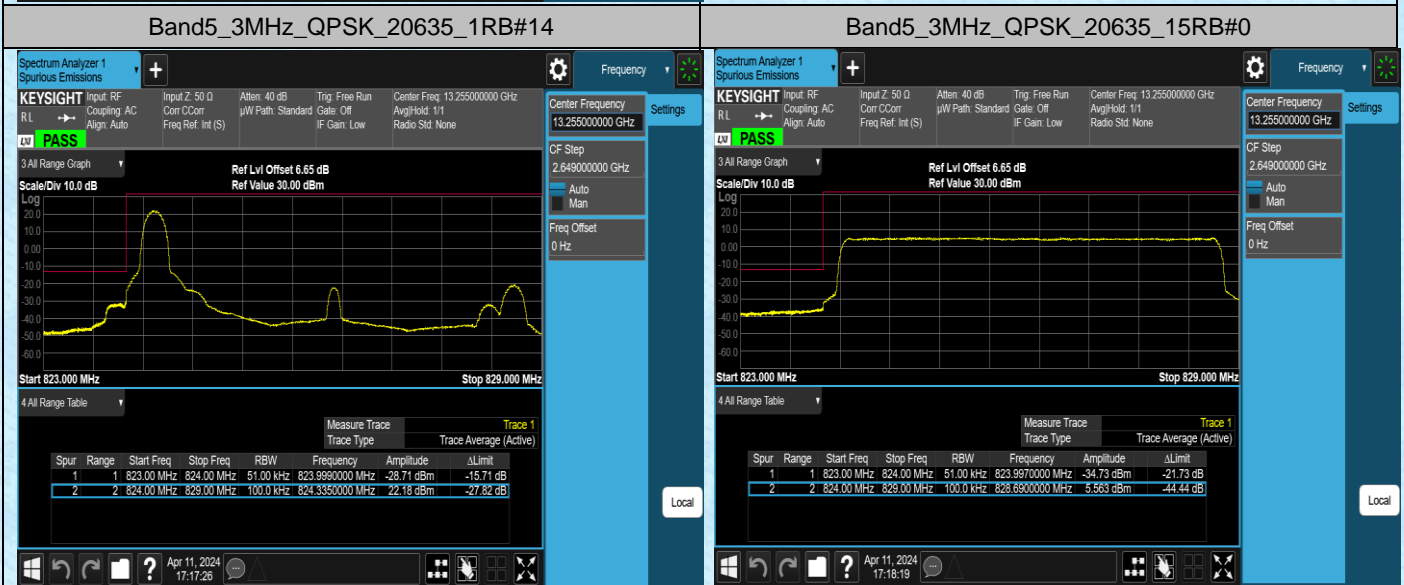 Band5_3MHz_QPSK_20635_1RB#14
Spectrum Analyzer 1
Spurious Emissions
Frequency
KEYSIGHT
RL
Input: RF
Coupling: AC
Align: Auto
Input Z: 50 Ω
Corr CCorr
Freq Ref: Int (S)
Atten: 40 dB
µW Path: Standard
Trig: Free Run
Gate: Off
IF Gain: Low
Center Freq: 13.255000000 GHz
Avg|Hold: 1/1
Radio Std: None
LXI
PASS
Center Frequency
13.255000000 GHz
Settings
CF Step
2.649000000 GHz
Auto
Man
Freq Offset
0 Hz
3 All Range Graph
Ref Lvl Offset 6.65 dB
Scale/Div 10.0 dB
Ref Value 30.00 dBm
Log
20.0
10.0
0.00
-10.0
-20.0
-30.0
-40.0
-50.0
-60.0
Start 823.000 MHz
Stop 829.000 MHz
4 All Range Table
Measure Trace Trace 1
Trace Type Trace Average (Active)
Spur Range Start Freq Stop Freq RBW Frequency Amplitude ∆Limit
1 1 823.00 MHz 824.00 MHz 51.00 kHz 823.9990000 MHz -28.71 dBm -15.71 dB
2 2 824.00 MHz 829.00 MHz 100.0 kHz 824.3350000 MHz 22.18 dBm -27.82 dB
Local
?
Apr 11, 2024
17:17:26
Band5_3MHz_QPSK_20635_15RB#0
Spectrum Analyzer 1
Spurious Emissions
Frequency
KEYSIGHT
RL
Input: RF
Coupling: AC
Align: Auto
Input Z: 50 Ω
Corr CCorr
Freq Ref: Int (S)
Atten: 40 dB
µW Path: Standard
Trig: Free Run
Gate: Off
IF Gain: Low
Center Freq: 13.255000000 GHz
Avg|Hold: 1/1
Radio Std: None
LXI
PASS
Center Frequency
13.255000000 GHz
Settings
CF Step
2.649000000 GHz
Auto
Man
Freq Offset
0 Hz
3 All Range Graph
Ref Lvl Offset 6.65 dB
Scale/Div 10.0 dB
Ref Value 30.00 dBm
Log
20.0
10.0
0.00
-10.0
-20.0
-30.0
-40.0
-50.0
-60.0
Start 823.000 MHz
Stop 829.000 MHz
4 All Range Table
Measure Trace Trace 1
Trace Type Trace Average (Active)
Spur Range Start Freq Stop Freq RBW Frequency Amplitude ∆Limit
1 1 823.00 MHz 824.00 MHz 51.00 kHz 823.9970000 MHz -34.73 dBm -21.73 dB
2 2 824.00 MHz 829.00 MHz 100.0 kHz 828.6900000 MHz 5.563 dBm -44.44 dB
Local
?
Apr 11, 2024
17:18:19